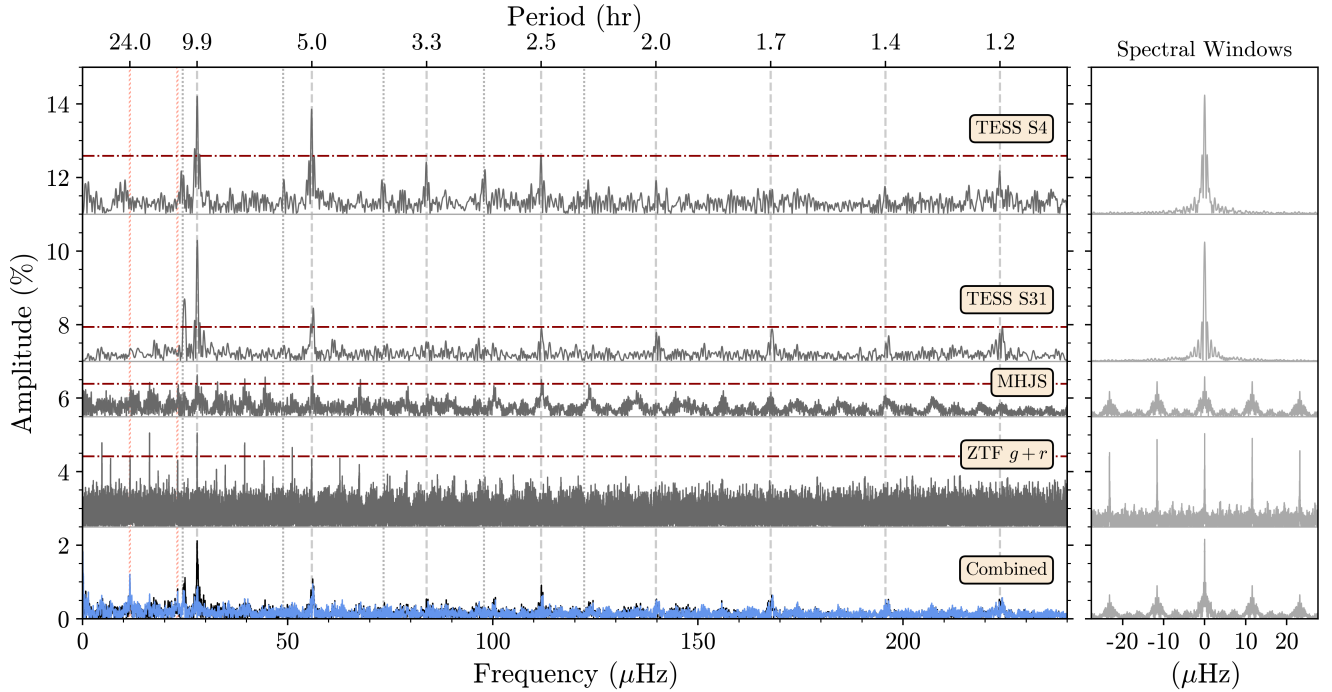 Period (hr)
24.0 9.9 5.0 3.3 2.5 2.0 1.7 1.4 1.2
Spectral Windows
Amplitude (%)
14
12
10
8
6
4
2
0
TESS S4
TESS S31
MHJS
ZTF g + r
Combined
0 50 100 150 200
-20 -10 0 10 20
Frequency (μHz)
(μHz)